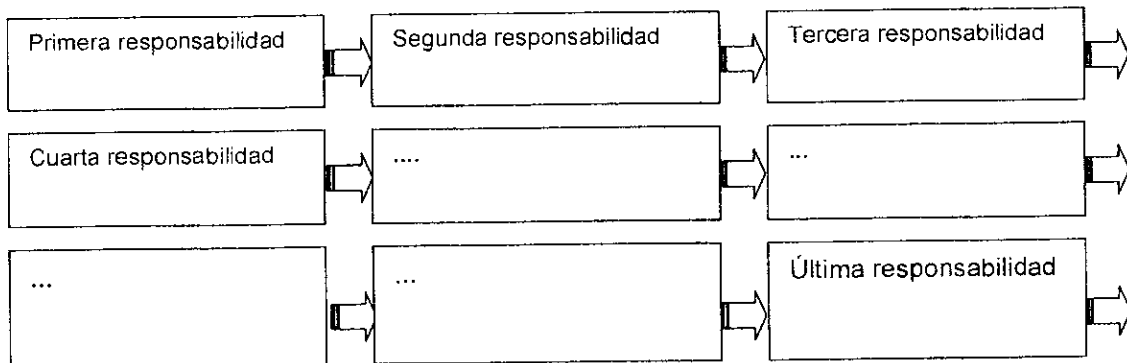 Primera responsabilidad
Segunda responsabilidad
Tercera responsabilidad
Cuarta responsabilidad
....
...
...
...
Última responsabilidad